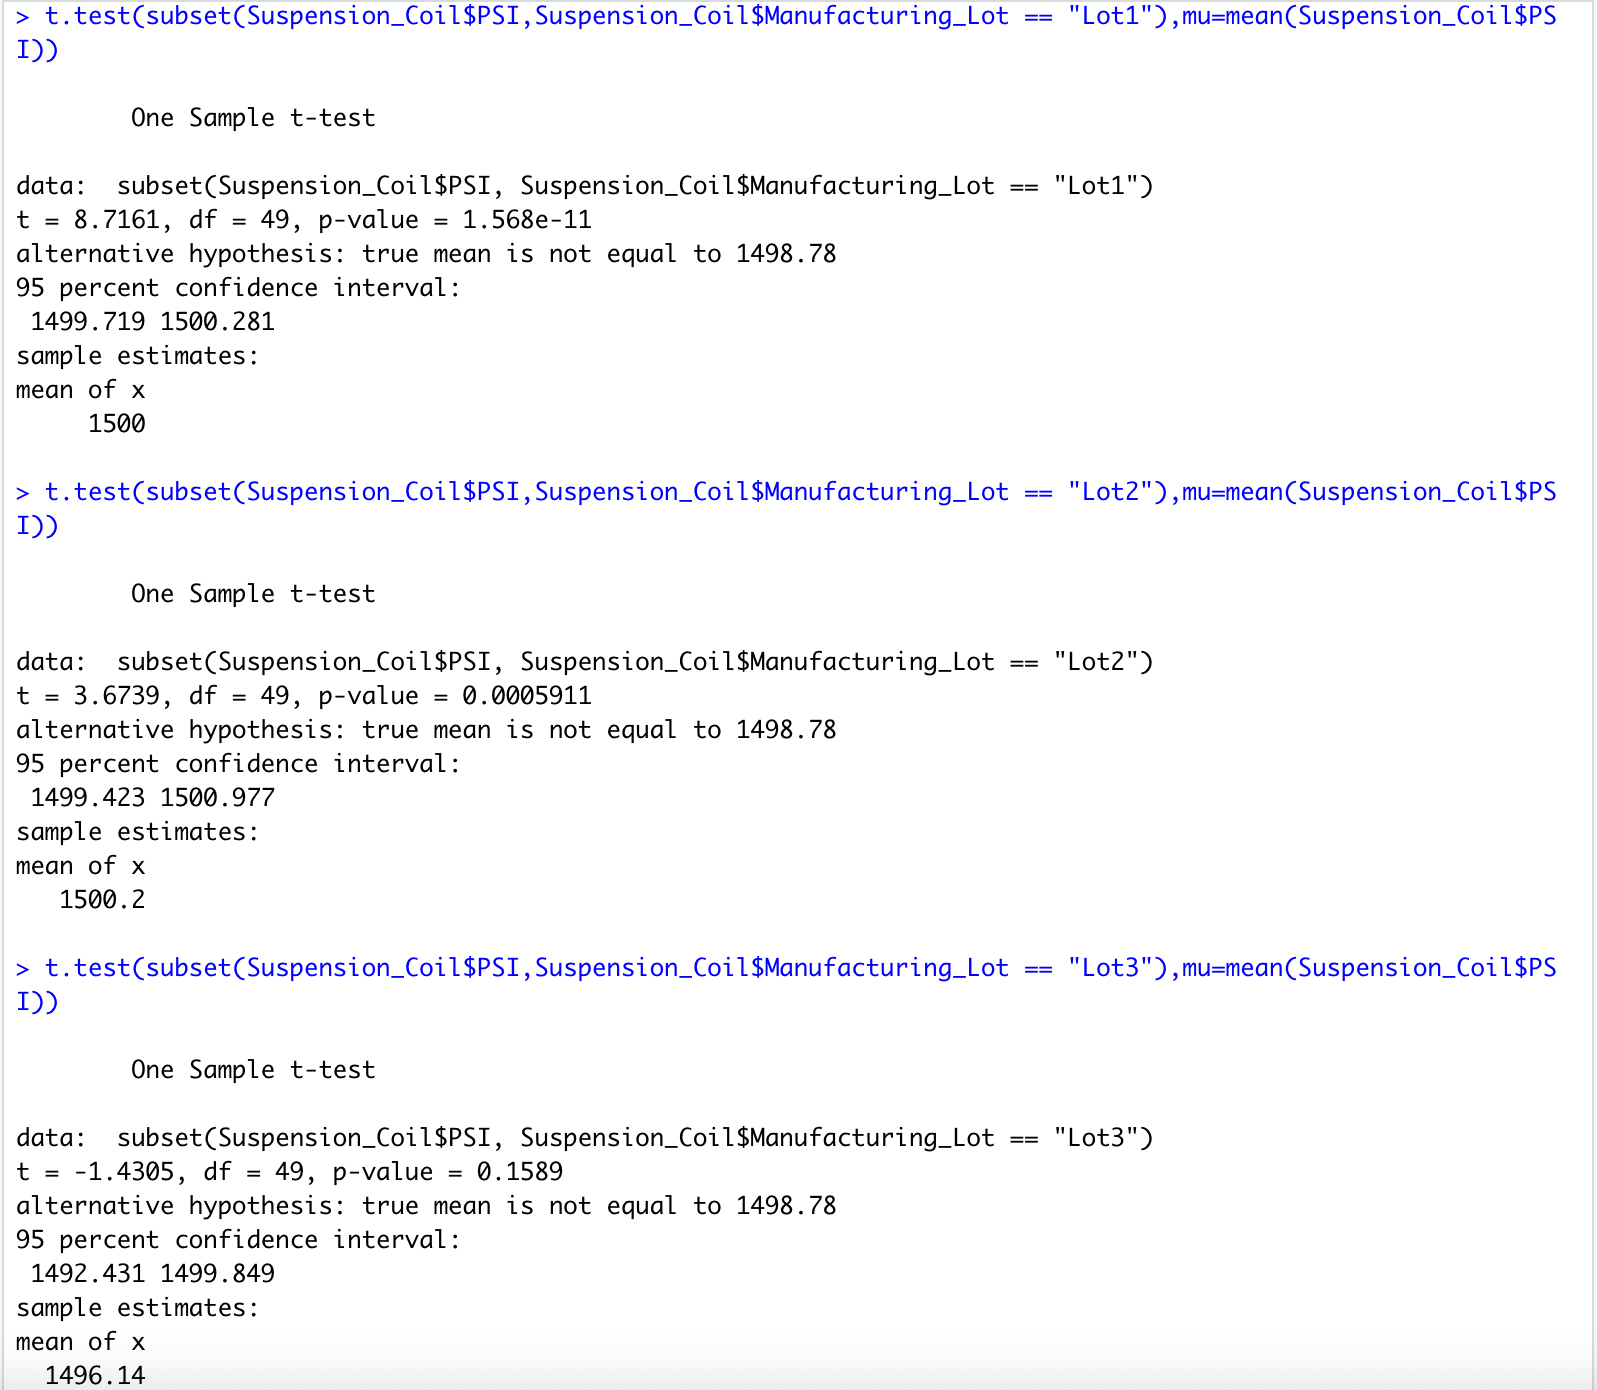 > t.test(subset(Suspension_Coil$PSI,Suspension_Coil$Manufacturing_Lot == "Lot1"),mu=mean(Suspension_Coil$PS
I))
One Sample t-test
data:  subset(Suspension_Coil$PSI, Suspension_Coil$Manufacturing_Lot == "Lot1")
t = 8.7161, df = 49, p-value = 1.568e-11
alternative hypothesis: true mean is not equal to 1498.78
95 percent confidence interval:
1499.719 1500.281
sample estimates:
mean of x
1500
> t.test(subset(Suspension_Coil$PSI,Suspension_Coil$Manufacturing_Lot == "Lot2"),mu=mean(Suspension_Coil$PS
I))
One Sample t-test
data:  subset(Suspension_Coil$PSI, Suspension_Coil$Manufacturing_Lot == "Lot2")
t = 3.6739, df = 49, p-value = 0.0005911
alternative hypothesis: true mean is not equal to 1498.78
95 percent confidence interval:
1499.423 1500.977
sample estimates:
mean of x
1500.2
> t.test(subset(Suspension_Coil$PSI,Suspension_Coil$Manufacturing_Lot == "Lot3"),mu=mean(Suspension_Coil$PS
I))
One Sample t-test
data:  subset(Suspension_Coil$PSI, Suspension_Coil$Manufacturing_Lot == "Lot3")
t = -1.4305, df = 49, p-value = 0.1589
alternative hypothesis: true mean is not equal to 1498.78
95 percent confidence interval:
1492.431 1499.849
sample estimates:
mean of x
1496.14